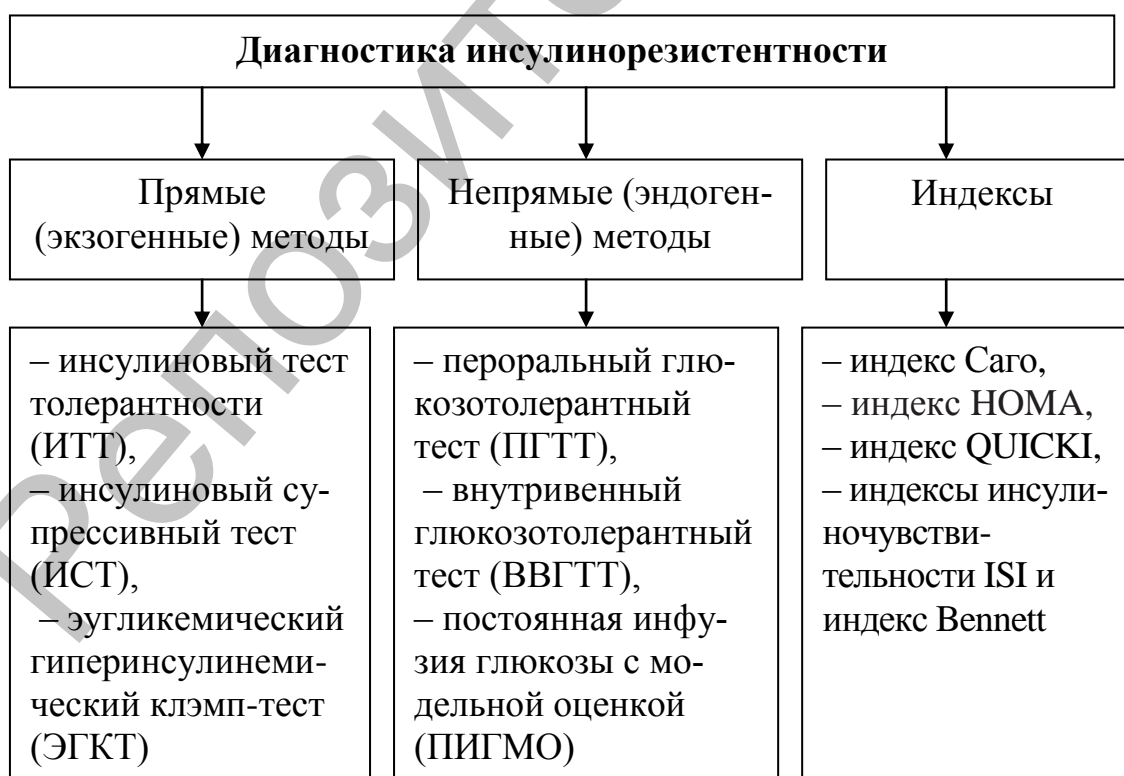 Диагностика инсулинорезистентности
Прямые
(экзогенные) методы
Непрямые (эндоген-
ные) методы
Индексы
– инсулиновый тест
толерантности
(ИТТ),
– инсулиновый су-
прессивный тест
(ИСТ),
– эугликемический
гиперинсулинеми-
ческий клэмп-тест
(ЭГКТ)
– пероральный глю-
козотолерантный
тест (ПГТТ),
– внутривенный
глюкозотолерантный
тест (ВВГТТ),
– постоянная инфу-
зия глюкозы с мо-
дельной оценкой
(ПИГМО)
– индекс Caro,
– индекс HOMA,
– индекс QUICKI,
– индексы инсули-
ночувстви-
тельности ISI и
индекс Bennett
Репозито